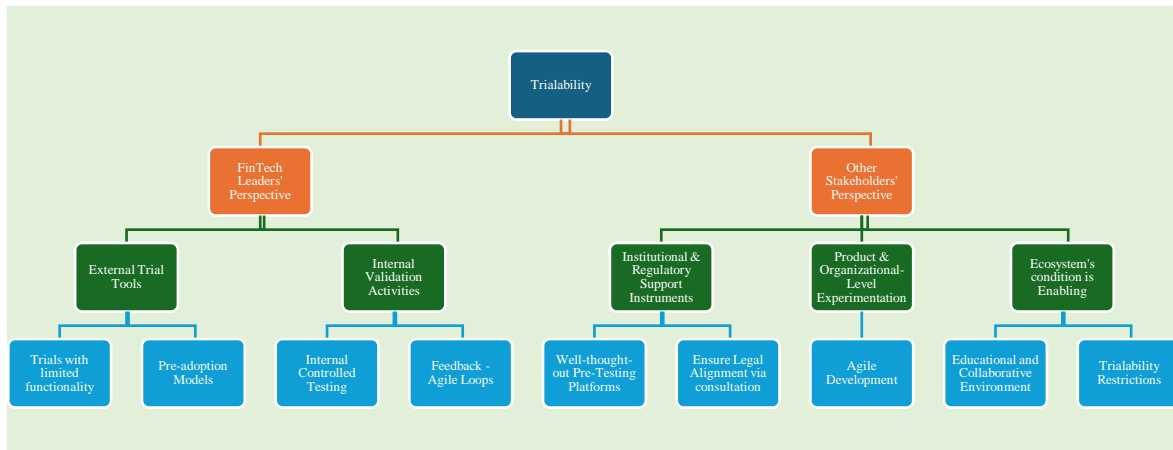 Trialability
FinTech
Leaders'
Perspective
Other
Stakeholders'
Perspective
External Trial
Tools
Internal
Validation
Activities
Institutional &
Regulatory
Support
Instruments
Product &
Organizational-
Level
Experimentation
Ecosystem's
condition is
Enabling
Trials with
limited
functionality
Pre-adoption
Models
Internal
Controlled
Testing
Feedback -
Agile Loops
Well-thought-
out Pre-Testing
Platforms
Ensure Legal
Alignment via
consultation
Agile
Development
Educational and
Collaborative
Environment
Trialability
Restrictions